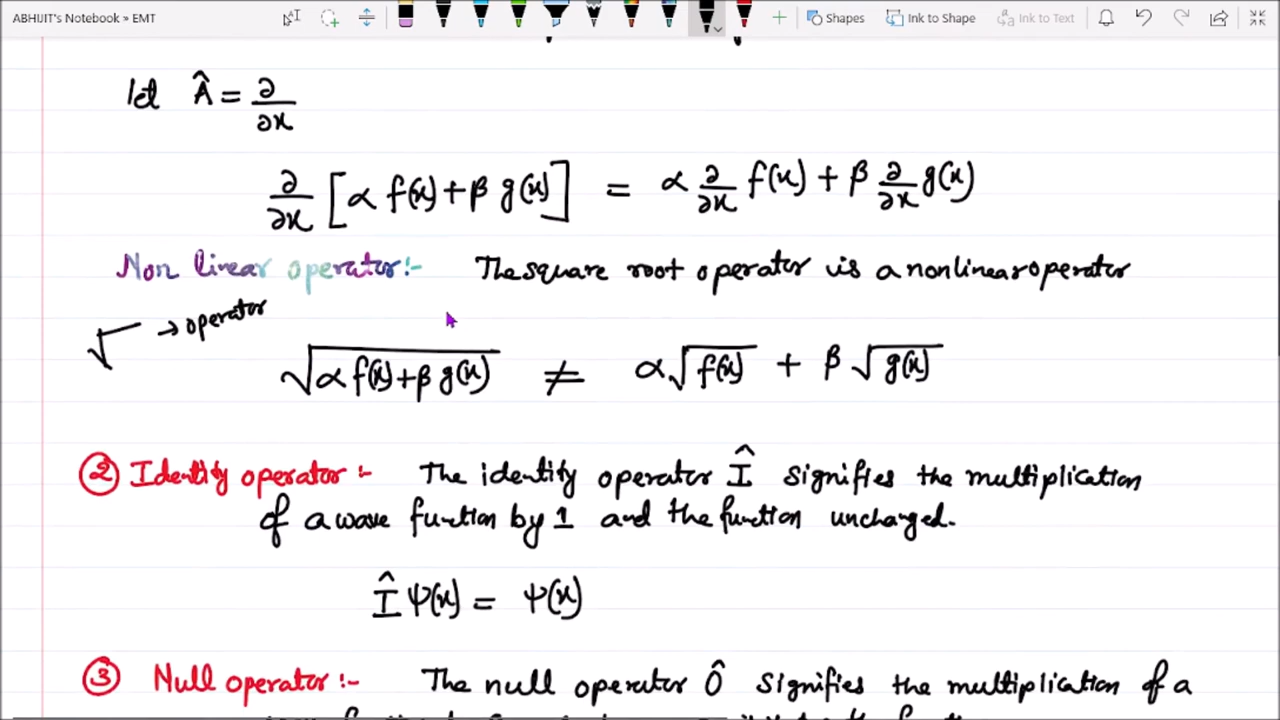 ABHIJIT's Notebook » EMT
Shapes
Ink to Shape
Ink to Text
let Â = ∂/∂x
∂/∂x [α f(x) + β g(x)] = α ∂/∂x f(x) + β ∂/∂x g(x)
Non linear operator:- The square root operator is a nonlinear operator
√ → operator
√(α f(x) + β g(x)) ≠ α√f(x) + β√g(x)
② Identity operator :- The identity operator Î signifies the multiplication
of a wave function by 1 and the function unchanged.
Î ψ(x) = ψ(x)
③ Null operator :- The null operator Ô signifies the multiplication of a